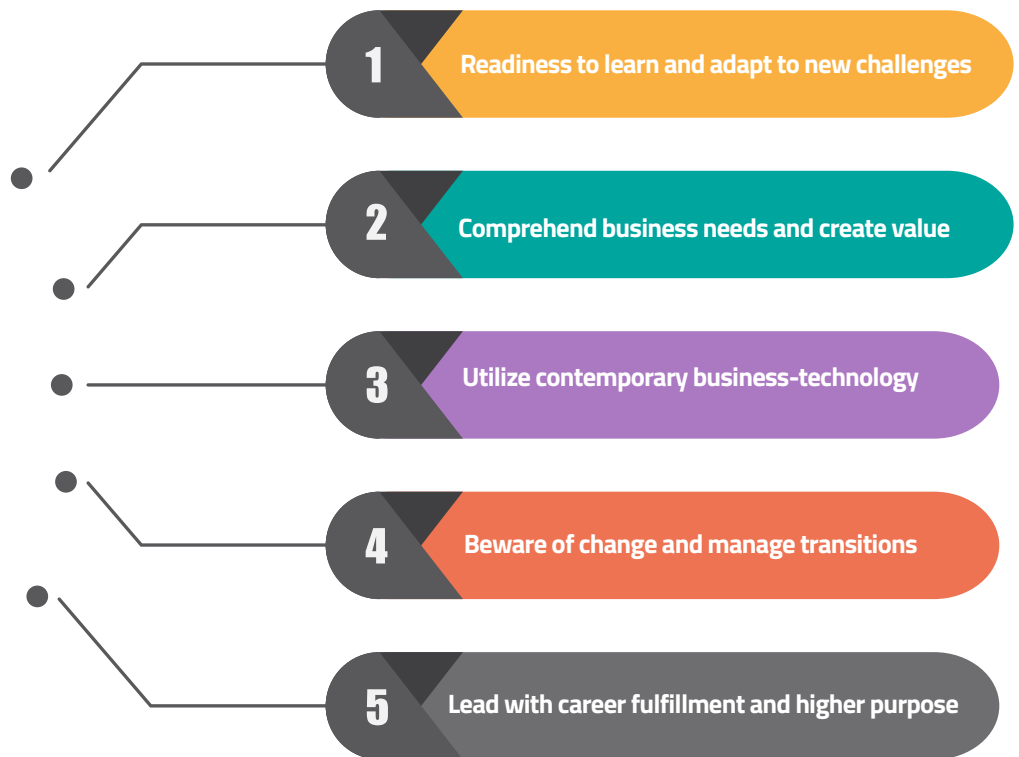 1
Readiness to learn and adapt to new challenges
2
Comprehend business needs and create value
3
Utilize contemporary business-technology
4
Beware of change and manage transitions
5
Lead with career fulfillment and higher purpose